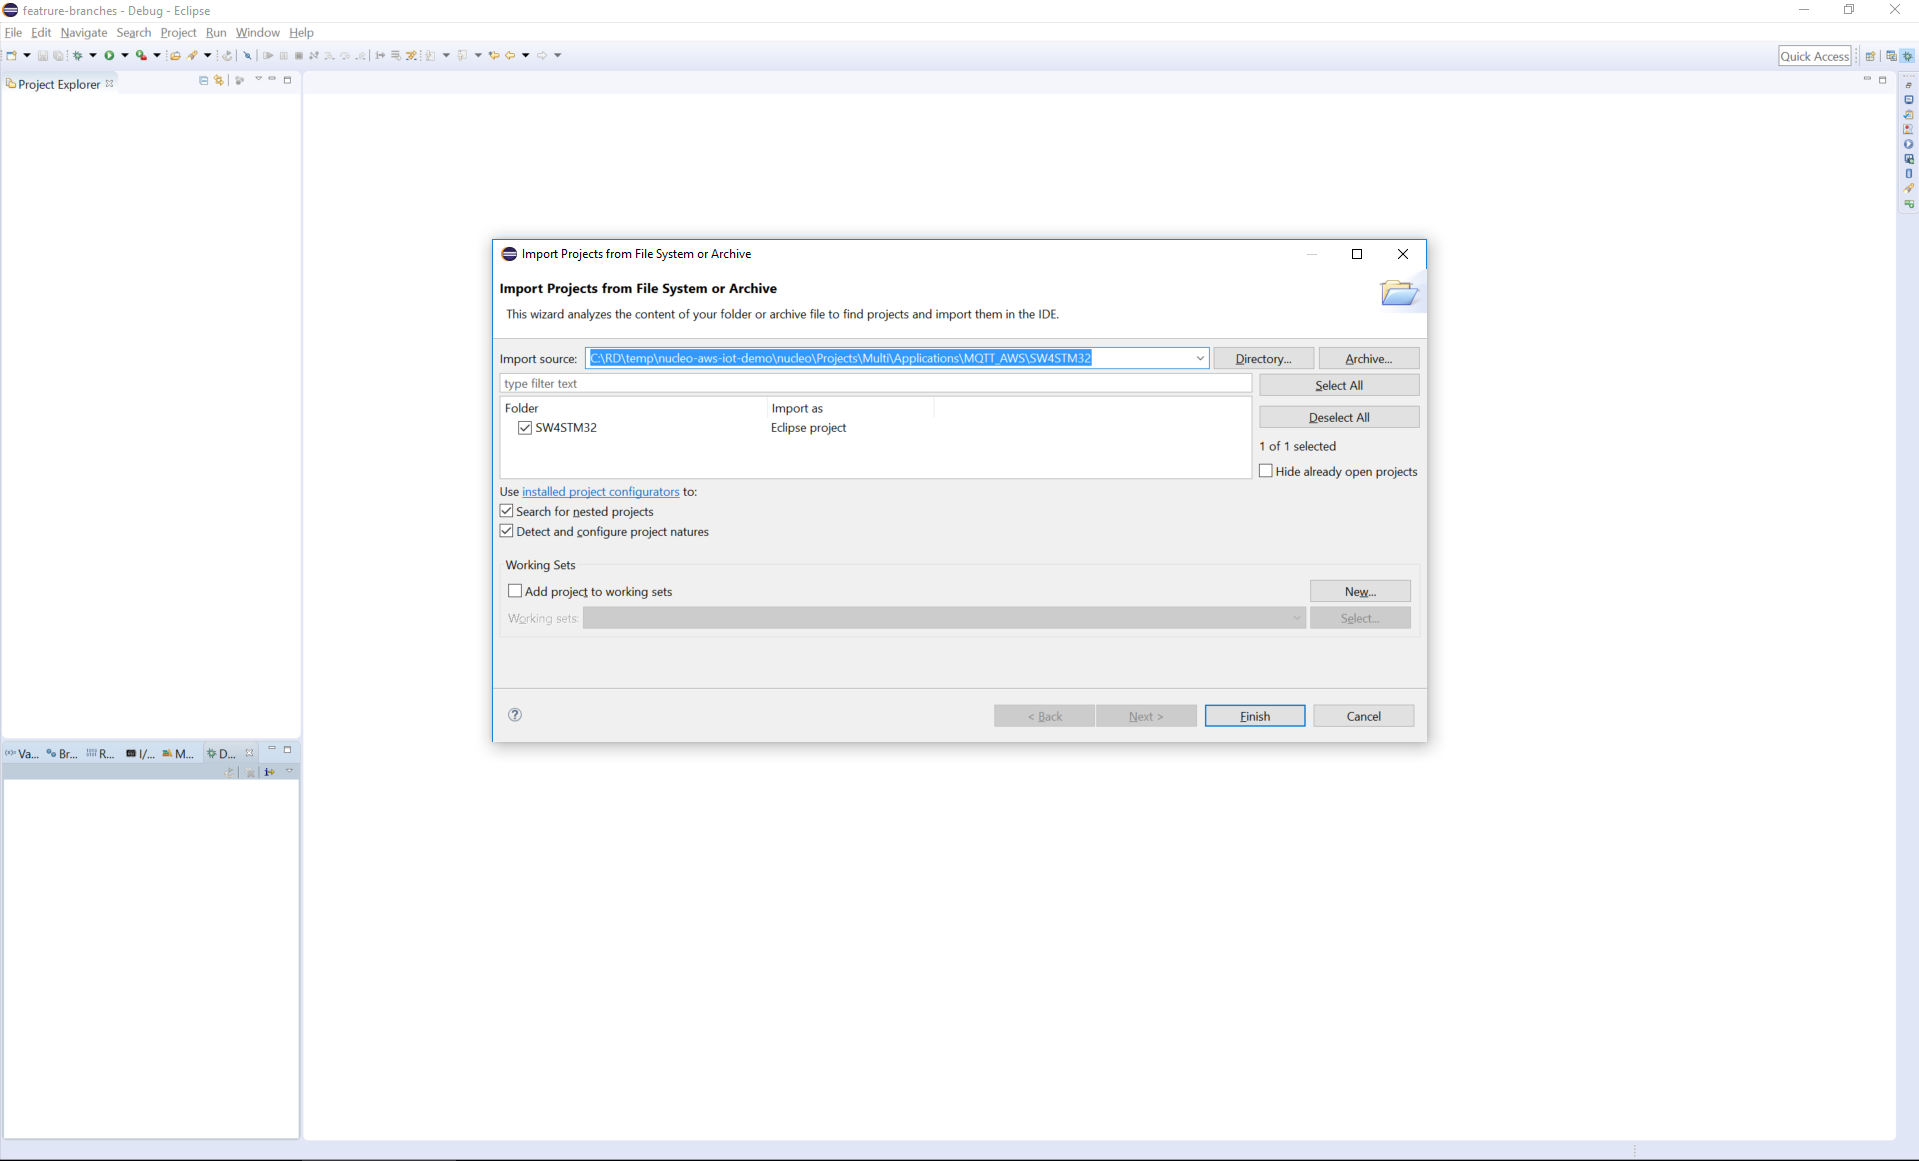 featrure-branches - Debug - Eclipse
File Edit Navigate Search Project Run Window Help
Quick Access
Project Explorer
Import Projects from File System or Archive
Import Projects from File System or Archive
This wizard analyzes the content of your folder or archive file to find projects and import them in the IDE.
Import source: C:\RD\temp\nucleo-aws-iot-demo\nucleo\Projects\Multi\Applications\MQTT_AWS\SW4STM32 Directory... Archive...
type filter text Select All
Folder Import as
Deselect All
SW4STM32 Eclipse project
1 of 1 selected
Hide already open projects
Use installed project configurators to:
Search for nested projects
Detect and configure project natures
Working Sets
Add project to working sets New...
Working sets: Select...
< Back Next > Finish Cancel
Va... Br... R... I/... M... D...